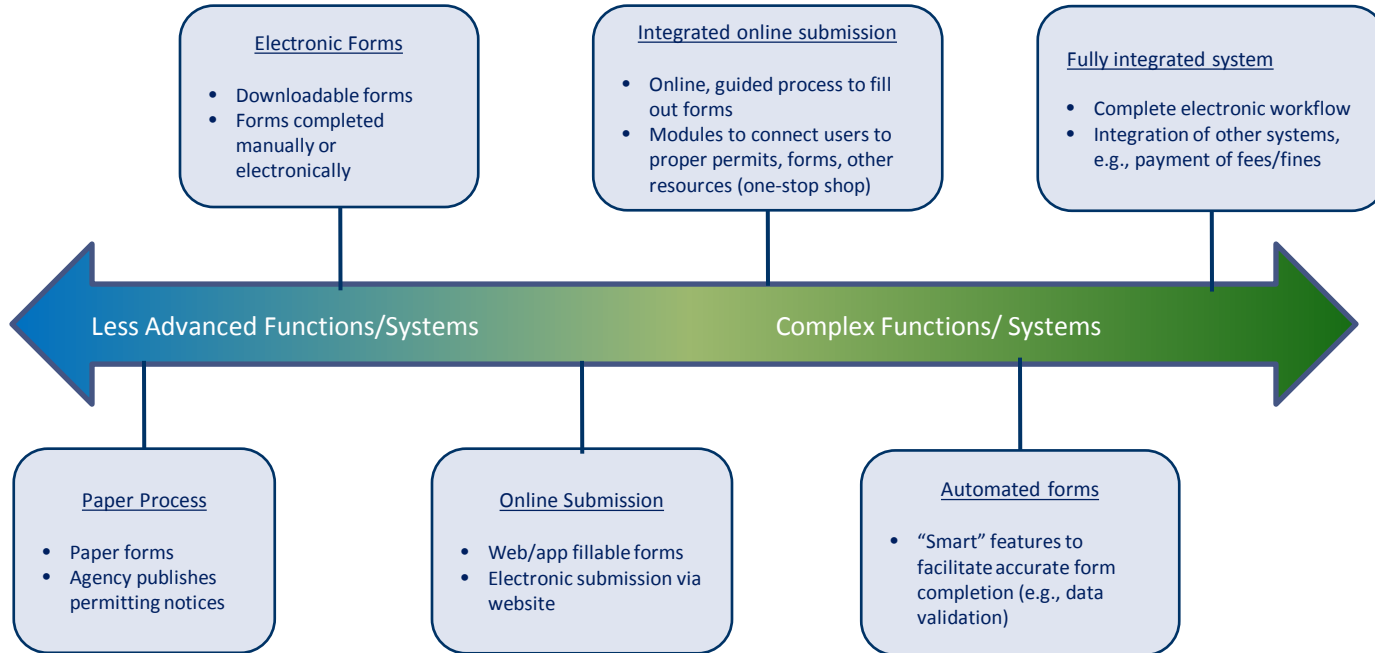 Electronic Forms
• Downloadable forms
• Forms completed
manually or
electronically
Integrated online submission
• Online, guided process to fill
out forms
• Modules to connect users to
proper permits, forms, other
resources (one-stop shop)
Fully integrated system
• Complete electronic workflow
• Integration of other systems,
e.g., payment of fees/fines
Less Advanced Functions/Systems
Complex Functions/ Systems
Paper Process
• Paper forms
• Agency publishes
permitting notices
Online Submission
• Web/app fillable forms
• Electronic submission via
website
Automated forms
• “Smart” features to
facilitate accurate form
completion (e.g., data
validation)